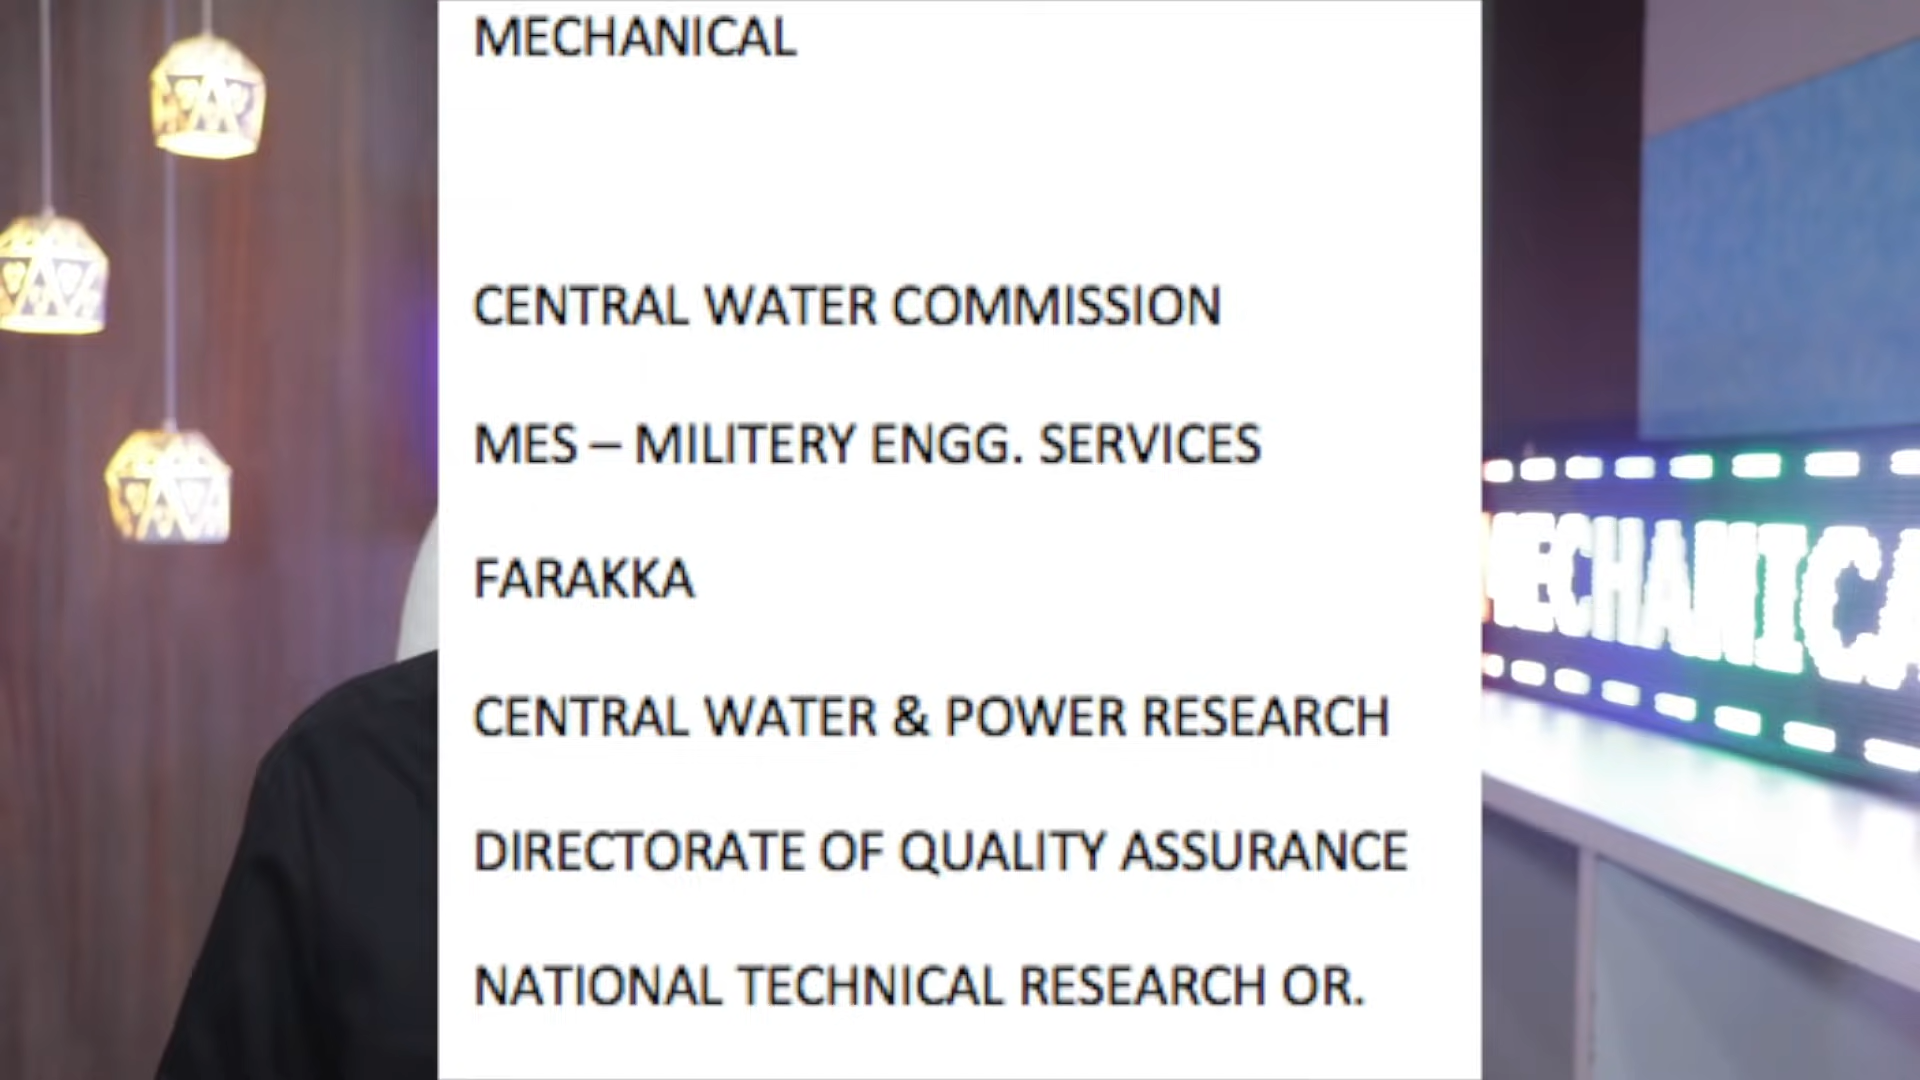 MECHANICAL
CENTRAL WATER COMMISSION
MES – MILITERY ENGG. SERVICES
FARAKKA
CENTRAL WATER & POWER RESEARCH
DIRECTORATE OF QUALITY ASSURANCE
NATIONAL TECHNICAL RESEARCH OR.
MECHANICA